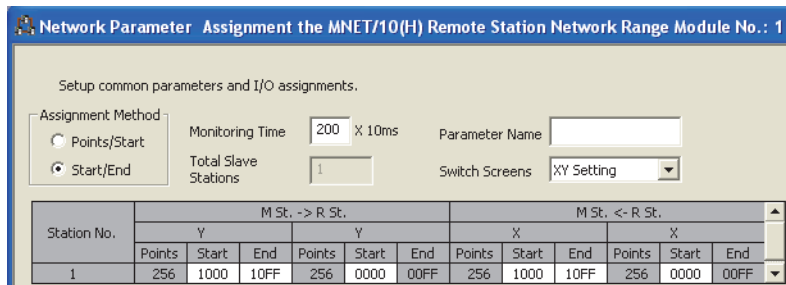 Network Parameter Assignment the MNET/10(H) Remote Station Network Range Module No.: 1
Setup common parameters and I/O assignments.
Assignment Method
Points/Start
Start/End
Monitoring Time 200 X 10ms
Parameter Name
Total Slave Stations 1
Switch Screens XY Setting
Station No. M St. -> R St. M St. <- R St.
Y Y X X
Points Start End Points Start End Points Start End Points Start End
1 256 1000 10FF 256 0000 00FF 256 1000 10FF 256 0000 00FF